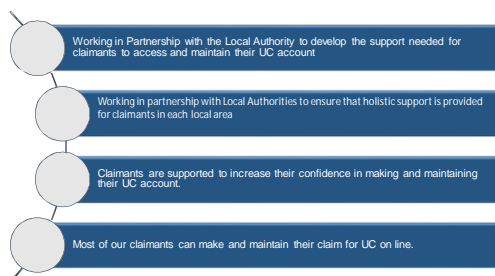 Working in Partnership with the Local Authority to develop the support needed for
claimants to access and maintain their UC account
Working in partnership with Local Authorities to ensure that holistic support is provided
for claimants in each local area
Claimants are supported to increase their confidence in making and maintaining
their UC account.
Most of our claimants can make and maintain their claim for UC on line.